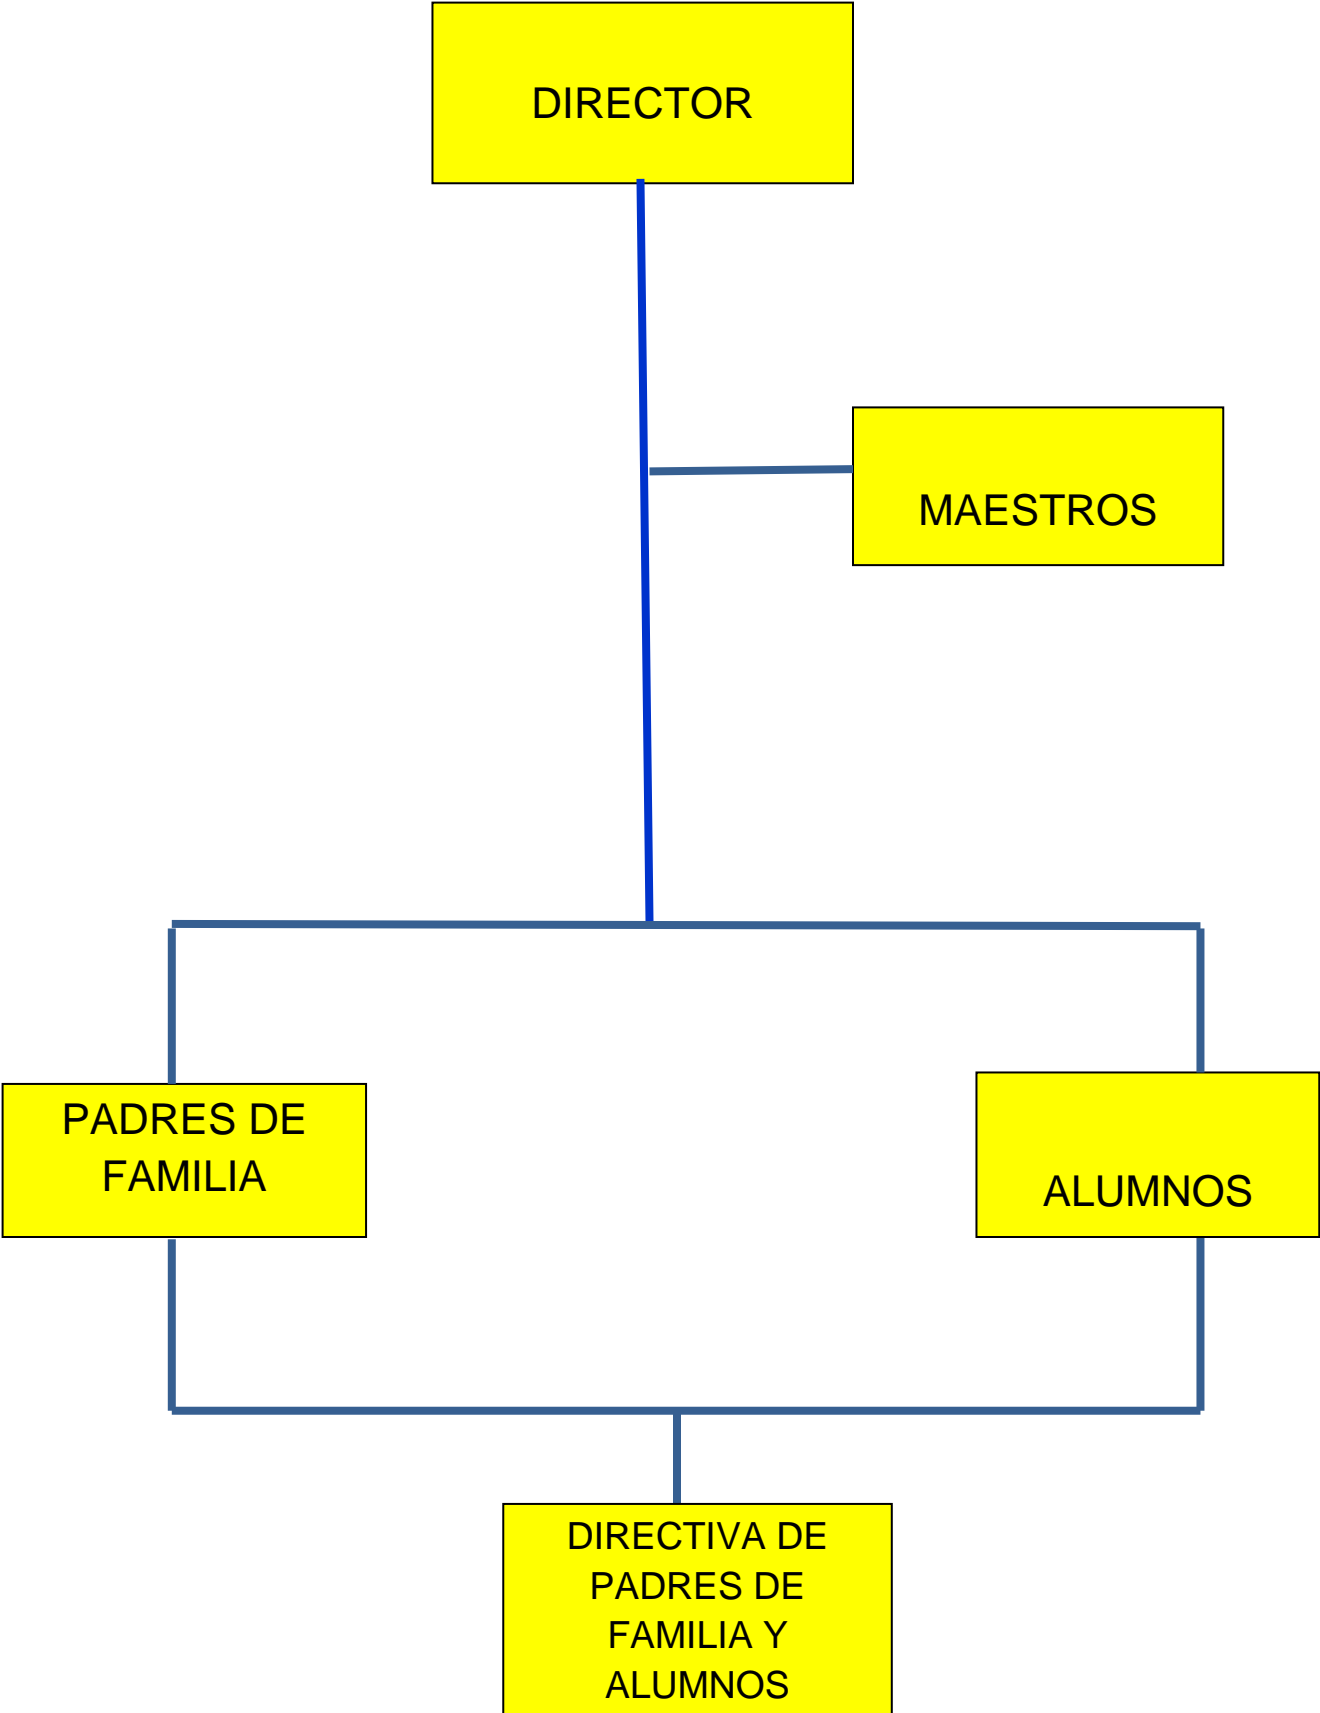 DIRECTOR
MAESTROS
PADRES DE
FAMILIA
ALUMNOS
DIRECTIVA DE
PADRES DE
FAMILIA Y
ALUMNOS